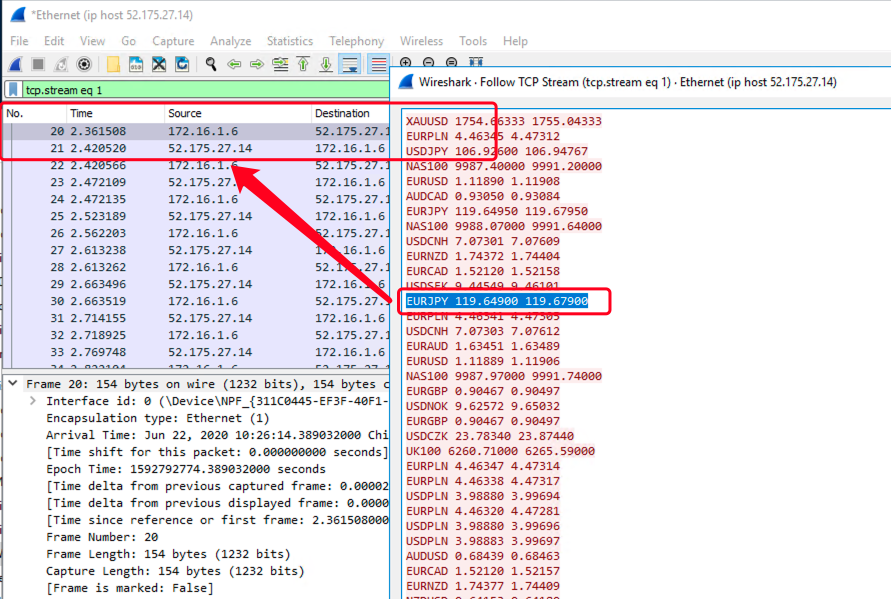 *Ethernet (ip host 52.175.27.14)
File Edit View Go Capture Analyze Statistics Telephony Wireless Tools Help
tcp.stream eq 1
No. Time Source Destination
20 2.361508 172.16.1.6 52.175.27.1
21 2.420520 52.175.27.14 172.16.1.6
22 2.420566 172.16.1.6 52.175.27.1
23 2.472109 52.175.27. 172.16.1.6
24 2.472135 172.16.1.6 52.175.27.1
25 2.523189 52.175.27.14 172.16.1.6
26 2.562203 172.16.1.6 52.175.27.1
27 2.613238 52.175.27.14 172.16.1.6
28 2.613262 172.16.1.6 52.175.27.1
29 2.663496 52.175.27.14 172.16.1.6
30 2.663519 172.16.1.6 52.175.27.
31 2.714155 52.175.27.14 172.16.1.6
32 2.718925 172.16.1.6 52.175.27.1
33 2.769748 52.175.27.14 172.16.1.6
Frame 20: 154 bytes on wire (1232 bits), 154 bytes c
Interface id: 0 (\Device\NPF_{311C0445-EF3F-40F1-
Encapsulation type: Ethernet (1)
Arrival Time: Jun 22, 2020 10:26:14.389032000 Chi
[Time shift for this packet: 0.000000000 seconds]
Epoch Time: 1592792774.389032000 seconds
[Time delta from previous captured frame: 0.00002
[Time delta from previous displayed frame: 0.0000
[Time since reference or first frame: 2.361508000
Frame Number: 20
Frame Length: 154 bytes (1232 bits)
Capture Length: 154 bytes (1232 bits)
[Frame is marked: False]
Wireshark · Follow TCP Stream (tcp.stream eq 1) · Ethernet (ip host 52.175.27.14)
XAUUSD 1754.66333 1755.04333
EURPLN 4.46345 4.47312
USDJPY 106.92600 106.94767
NAS100 9987.40000 9991.20000
EURUSD 1.11890 1.11908
AUDCAD 0.93050 0.93084
EURJPY 119.64950 119.67950
NAS100 9988.07000 9991.64000
USDCNH 7.07301 7.07609
EURNZD 1.74372 1.74404
EURCAD 1.52120 1.52158
USDSEK 9.44549 9.46101
EURJPY 119.64900 119.67900
EURPLN 4.46341 4.47305
USDCNH 7.07303 7.07612
EURAUD 1.63451 1.63489
EURUSD 1.11889 1.11906
NAS100 9987.97000 9991.74000
EURGBP 0.90467 0.90497
USDNOK 9.62572 9.65032
EURGBP 0.90467 0.90497
USDCZK 23.78340 23.87440
UK100 6260.71000 6265.59000
EURPLN 4.46347 4.47314
EURPLN 4.46338 4.47317
USDPLN 3.98880 3.99694
EURPLN 4.46320 4.47281
USDPLN 3.98880 3.99696
USDPLN 3.98883 3.99697
AUDUSD 0.68439 0.68463
EURCAD 1.52120 1.52157
EURNZD 1.74377 1.74409